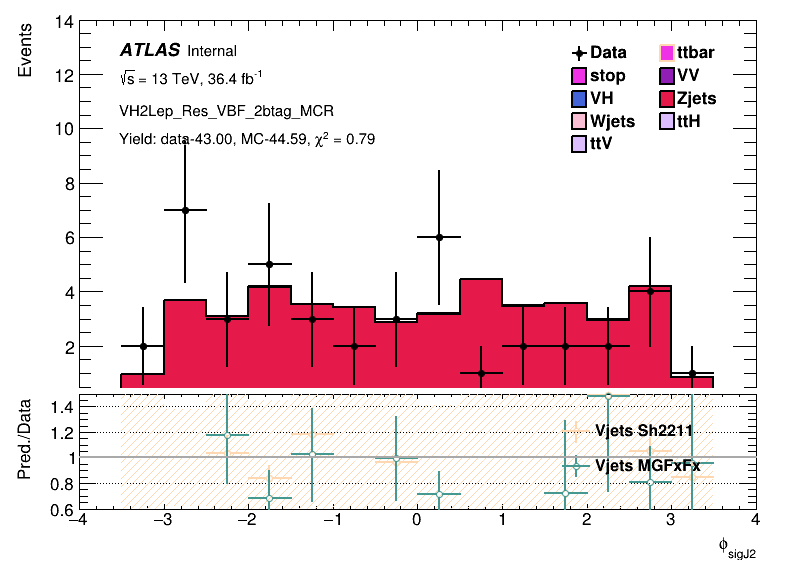 Events
14
12
10
8
6
4
2
ATLAS Internal
√s = 13 TeV, 36.4 fb⁻¹
VH2Lep_Res_VBF_2btag_MCR
Yield: data-43.00, MC-44.59, χ² = 0.79
Data
ttbar
stop
VV
VH
Zjets
Wjets
ttH
ttV
Pred./Data
1.4
1.2
1
0.8
0.6
Vjets Sh2211
Vjets MGFxFx
−4 −3 −2 −1 0 1 2 3 4
ϕsigJ2